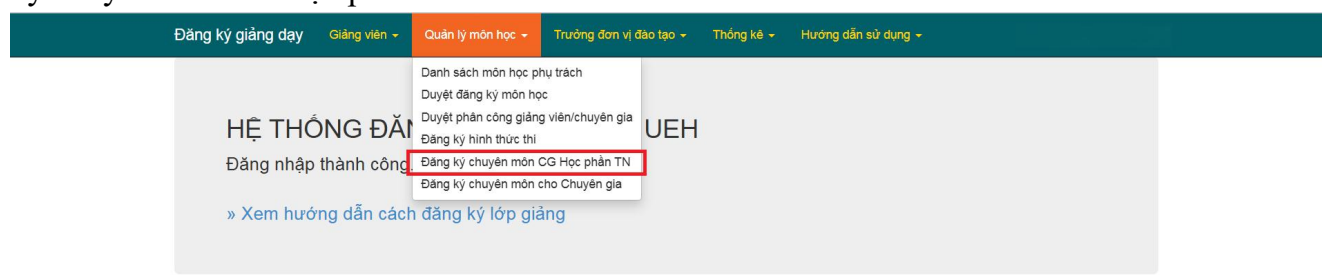 Đăng ký giảng dạy Giảng viên Quản lý môn học Trưởng đơn vị đào tạo Thống kê Hướng dẫn sử dụng
Danh sách môn học phụ trách
Duyệt đăng ký môn học
Duyệt phân công giảng viên/chuyên gia
Đăng ký hình thức thi
Đăng ký chuyên môn CG Học phần TN
Đăng ký chuyên môn cho Chuyên gia
HỆ THỐNG ĐĂN UEH
Đăng nhập thành công.
» Xem hướng dẫn cách đăng ký lớp giảng